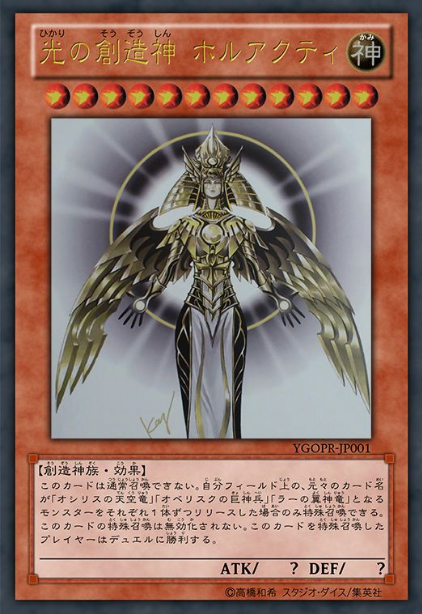 光の創造神 ホルアクティ
神
YGOPR-JP001
【創造神族・効果】
このカードは通常召喚できない。自分フィールド上の、元々のカード名
が「オシリスの天空竜」「オベリスクの巨神兵」「ラーの翼神竜」となる
モンスターをそれぞれ1体ずつリリースした場合のみ特殊召喚できる。
このカードの特殊召喚は無効化されない。このカードを特殊召喚した
プレイヤーはデュエルに勝利する。
ATK/ ? DEF/ ?
©高橋和希 スタジオ・ダイス/集英社